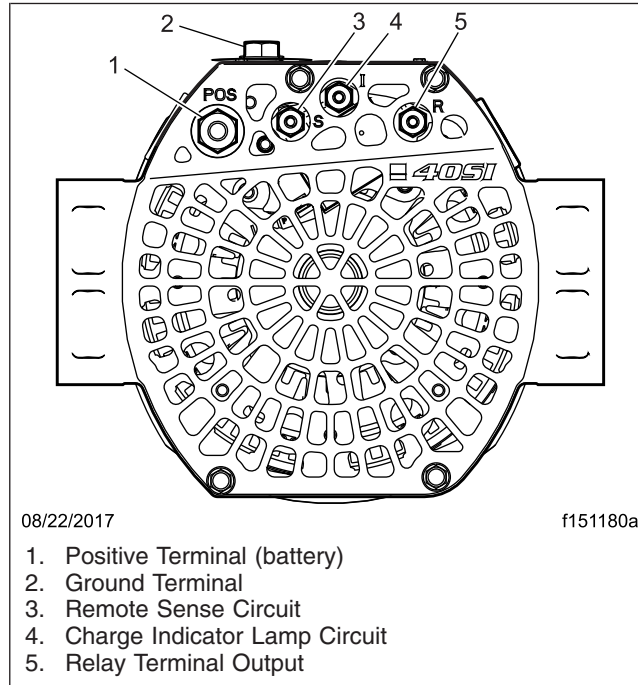 2
3
4
5
1
POS
S
I
R
40SI
08/22/2017
f151180a
1. Positive Terminal (battery)
2. Ground Terminal
3. Remote Sense Circuit
4. Charge Indicator Lamp Circuit
5. Relay Terminal Output